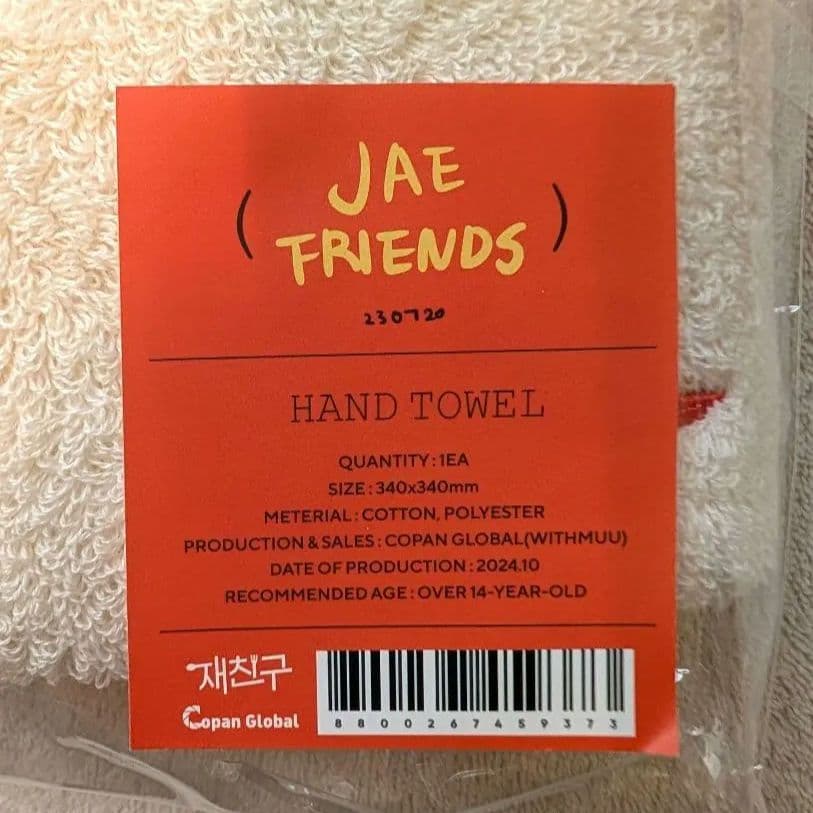 ( JAE
FRIENDS )
230720
HAND TOWEL
QUANTITY : 1EA
SIZE : 340x340mm
METERIAL : COTTON, POLYESTER
PRODUCTION & SALES : COPAN GLOBAL(WITHMUU)
DATE OF PRODUCTION : 2024.10
RECOMMENDED AGE : OVER 14-YEAR-OLD
재친구
Copan Global
8800267459373